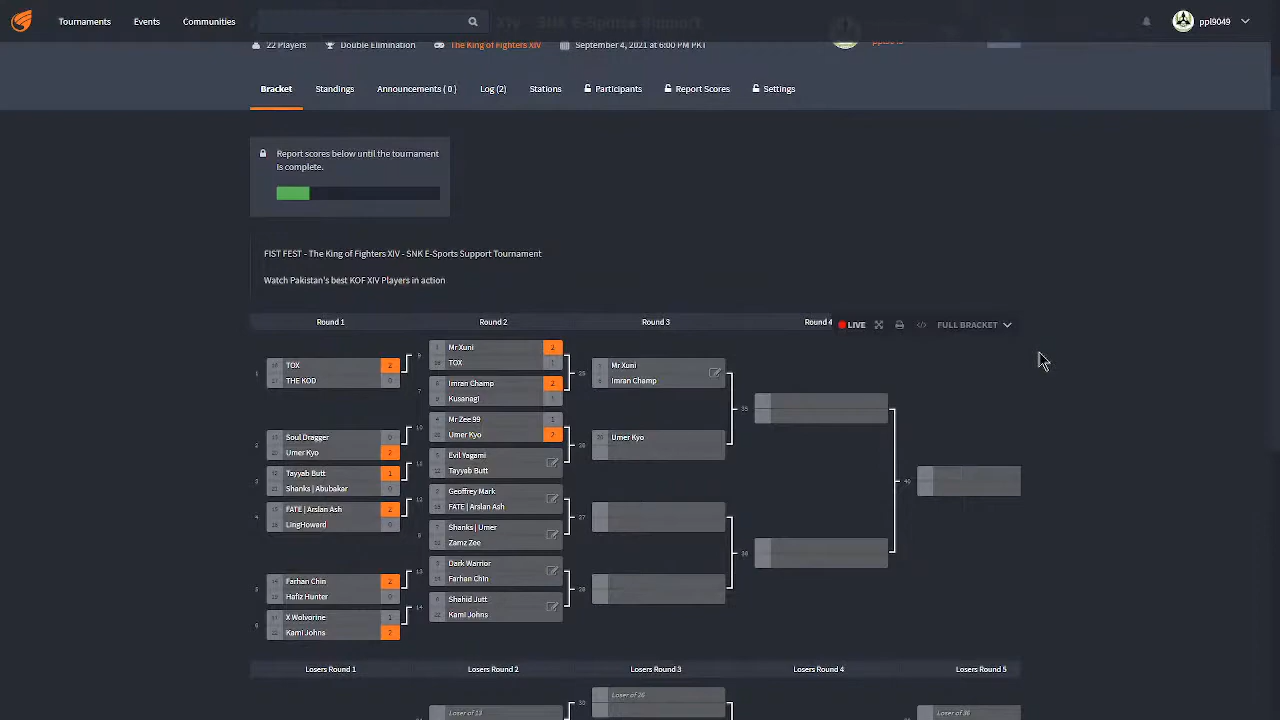 Tournaments Events Communities ppl9049
XIV - SNK E-Sports Support
22 Players Double Elimination The King of Fighters XIV September 4, 2021 at 6:00 PM PKT
Bracket Standings Announcements ( 0 ) Log (2) Stations Participants Report Scores Settings
Report scores below until the tournament
is complete.
FIST FEST - The King of Fighters XIV - SNK E-Sports Support Tournament
Watch Pakistan's best KOF XIV Players in action
Round 1 Round 2 Round 3 Round 4 LIVE FULL BRACKET
TOX 2
THE KOD 0
Soul Dragger 0
Umer Kyo 2
Tayyab Butt 1
Shanks | Abubakar 0
FATE | Arslan Ash 2
LingHoward 0
Farhan Chin 2
Hafiz Hunter 0
X Wolvorine 1
Kami Johns 2
Mr Xuni 2
TOX 1
Imran Champ 2
Kusanagi 1
Mr Zee 99 1
Umer Kyo 2
Evil Yagami
Tayyab Butt
Geoffrey Mark
FATE | Arslan Ash
Shanks | Umer
Zamz Zee
Dark Warrior
Farhan Chin
Shahid Jutt
Kami Johns
Mr Xuni
Imran Champ
Umer Kyo
Losers Round 1 Losers Round 2 Losers Round 3 Losers Round 4 Losers Round 5
Loser of 26
Loser of 13 Loser of 36